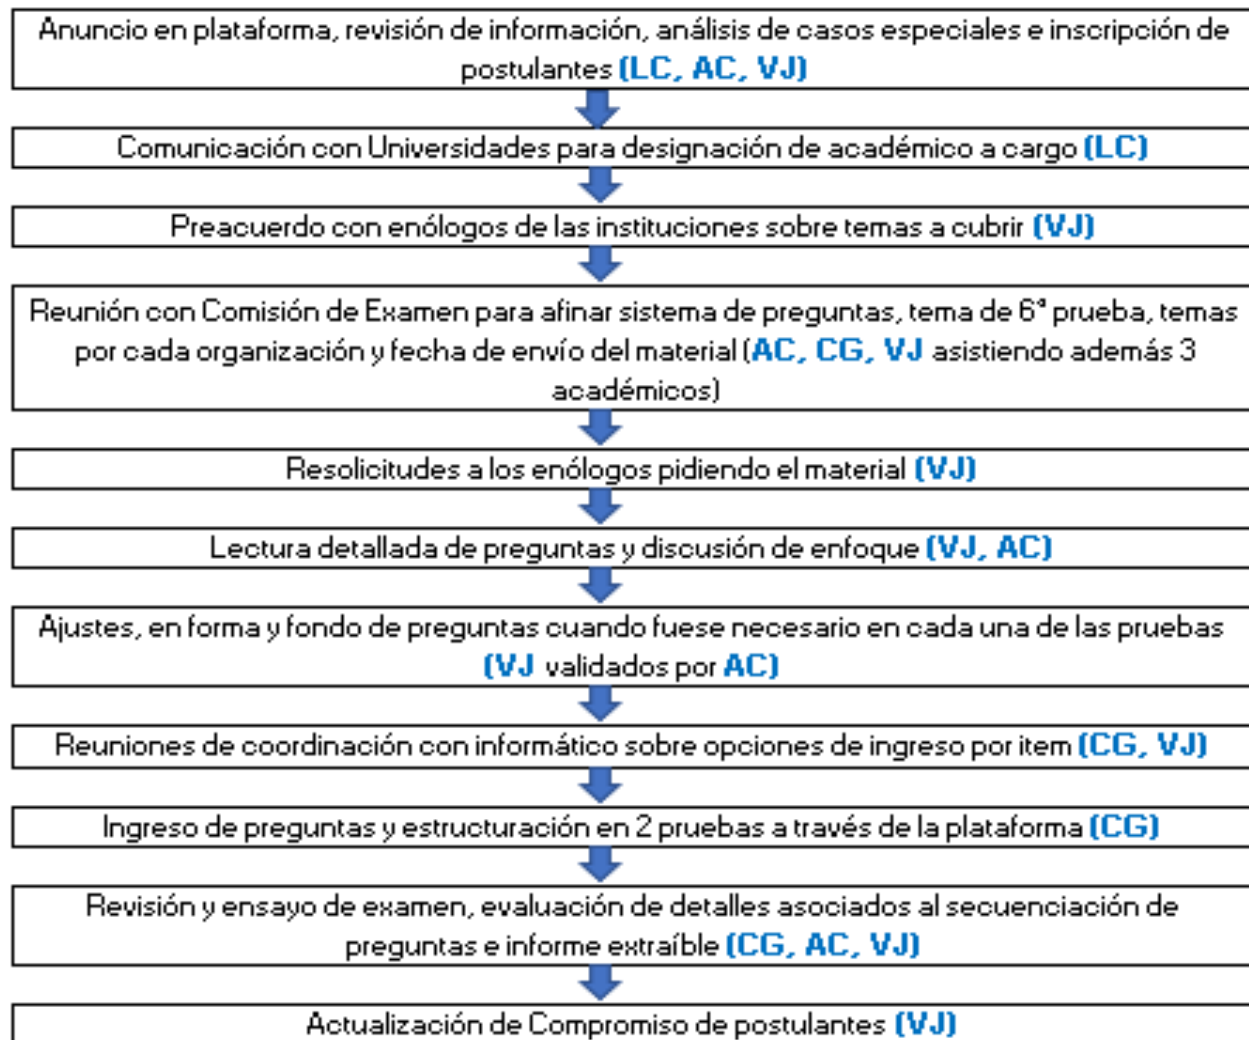 Anuncio en plataforma, revisión de información, análisis de casos especiales e inscripción de
postulantes (LC, AC, VJ)
Comunicación con Universidades para designación de académico a cargo (LC)
Preacuerdo con enólogos de las instituciones sobre temas a cubrir (VJ)
Reunión con Comisión de Examen para afinar sistema de preguntas, tema de 6ª prueba, temas
por cada organización y fecha de envío del material (AC, CG, VJ asistiendo además 3
académicos)
Resolicitudes a los enólogos pidiendo el material (VJ)
Lectura detallada de preguntas y discusión de enfoque (VJ, AC)
Ajustes, en forma y fondo de preguntas cuando fuese necesario en cada una de las pruebas
(VJ validados por AC)
Reuniones de coordinación con informático sobre opciones de ingreso por item (CG, VJ)
Ingreso de preguntas y estructuración en 2 pruebas a través de la plataforma (CG)
Revisión y ensayo de examen, evaluación de detalles asociados al secuenciación de
preguntas e informe extraíble (CG, AC, VJ)
Actualización de Compromiso de postulantes (VJ)